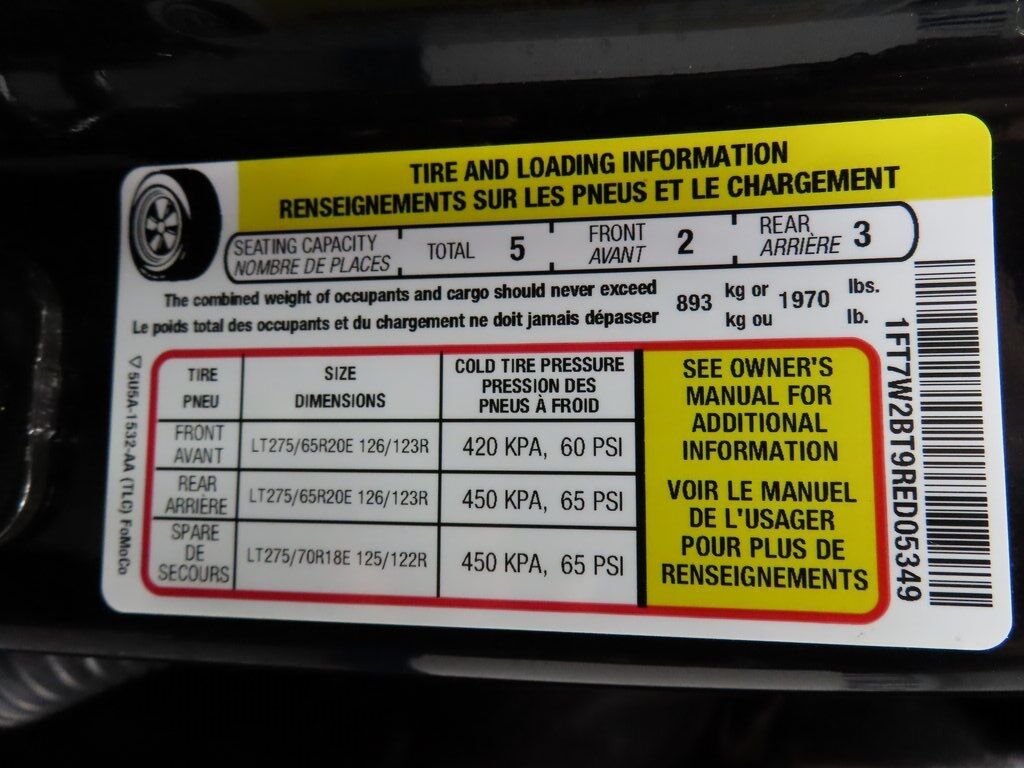 TIRE AND LOADING INFORMATION
RENSEIGNEMENTS SUR LES PNEUS ET LE CHARGEMENT
SEATING CAPACITY
NOMBRE DE PLACES
TOTAL 5
FRONT
AVANT
2
REAR
ARRIÈRE
3
The combined weight of occupants and cargo should never exceed
Le poids total des occupants et du chargement ne doit jamais dépasser
893
kg or
kg ou
1970
lbs.
lb.
TIRE
PNEU
SIZE
DIMENSIONS
COLD TIRE PRESSURE
PRESSION DES
PNEUS À FROID
FRONT
AVANT
LT275/65R20E 126/123R
420 KPA, 60 PSI
REAR
ARRIÈRE
LT275/65R20E 126/123R
450 KPA, 65 PSI
SPARE
DE
SECOURS
LT275/70R18E 125/122R
450 KPA, 65 PSI
SEE OWNER'S
MANUAL FOR
ADDITIONAL
INFORMATION
VOIR LE MANUEL
DE L'USAGER
POUR PLUS DE
RENSEIGNEMENTS
▽ 5U5A-1532-AA (TLC) FoMoCo
1FT7W2BT9RED05349